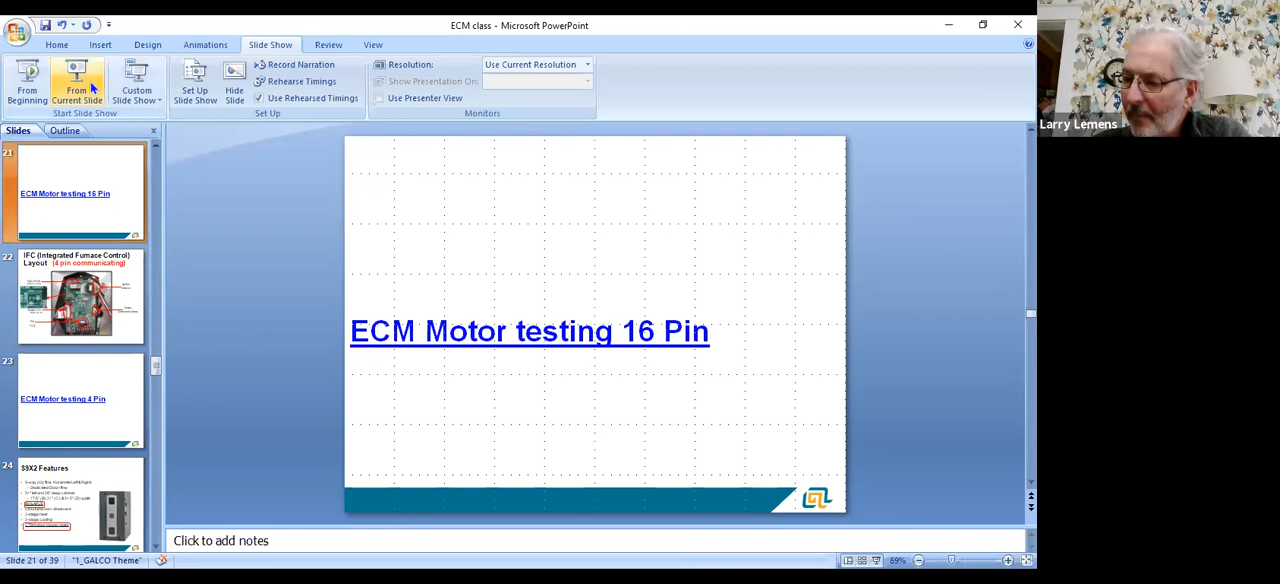 ECM class - Microsoft PowerPoint
Home
Insert
Design
Animations
Slide Show
Review
View
From
Beginning
From
Current Slide
Custom
Slide Show
Start Slide Show
Set Up
Slide Show
Hide
Slide
Record Narration
Rehearse Timings
Use Rehearsed Timings
Set Up
Resolution:
Use Current Resolution
Show Presentation On:
Use Presenter View
Monitors
Larry Lemens
Slides
Outline
21
ECM Motor testing 16 Pin
22
IFC (Integrated Furnace Control)
Layout (4 pin communicating)
23
ECM Motor testing 4 Pin
24
S9X2 Features
ECM Motor testing 16 Pin
Click to add notes
Slide 21 of 39
"1_GALCO Theme"
69%